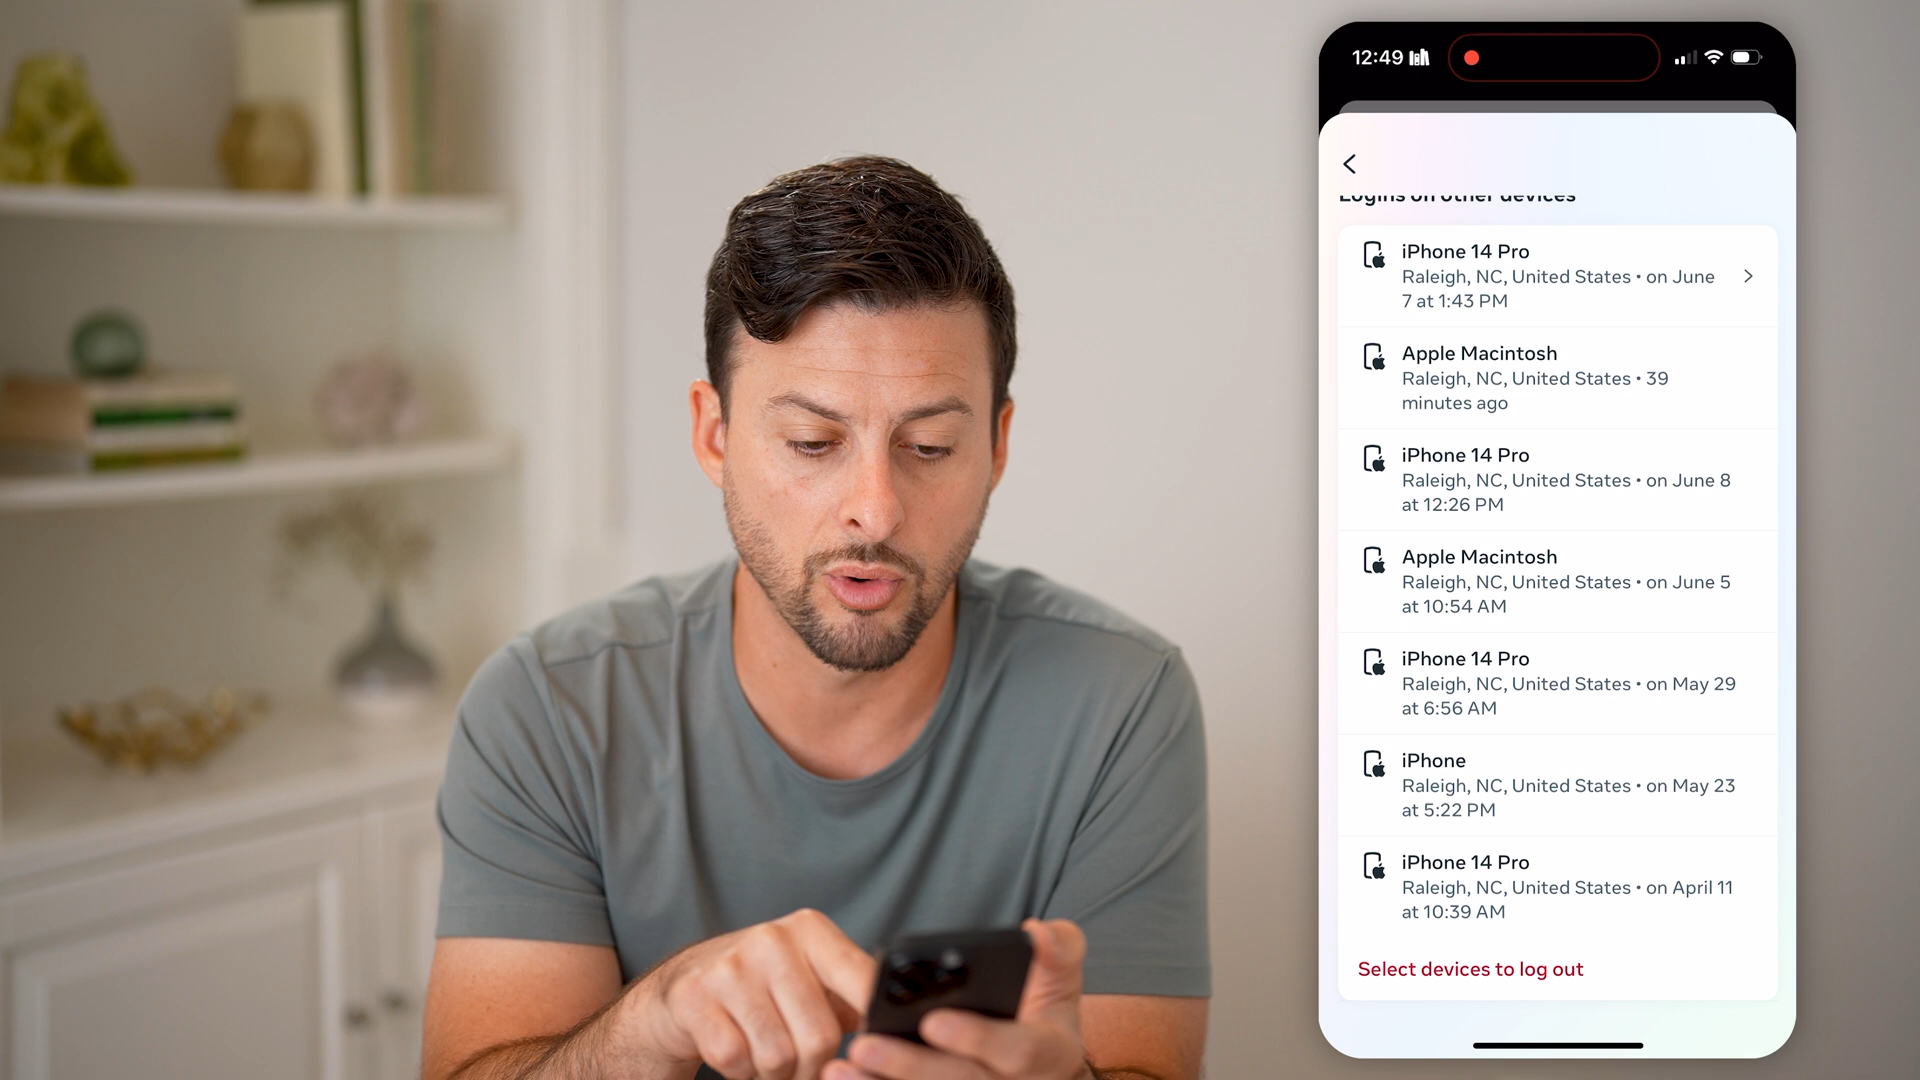 12:49
Logins on other devices
iPhone 14 Pro
Raleigh, NC, United States • on June
7 at 1:43 PM
Apple Macintosh
Raleigh, NC, United States • 39
minutes ago
iPhone 14 Pro
Raleigh, NC, United States • on June 8
at 12:26 PM
Apple Macintosh
Raleigh, NC, United States • on June 5
at 10:54 AM
iPhone 14 Pro
Raleigh, NC, United States • on May 29
at 6:56 AM
iPhone
Raleigh, NC, United States • on May 23
at 5:22 PM
iPhone 14 Pro
Raleigh, NC, United States • on April 11
at 10:39 AM
Select devices to log out